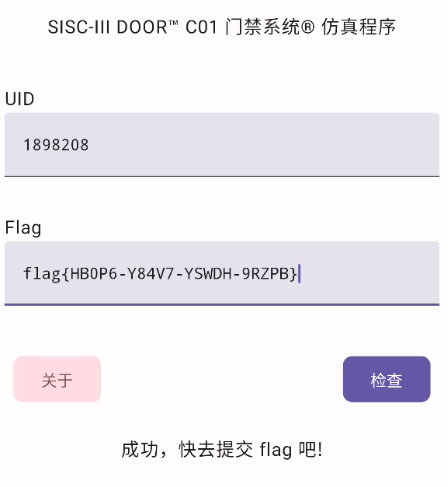 SISC-III DOOR™ C01 门禁系统® 仿真程序
UID
1898208
Flag
flag{HB0P6-Y84V7-YSWDH-9RZPB}
关于
检查
成功，快去提交 flag 吧！